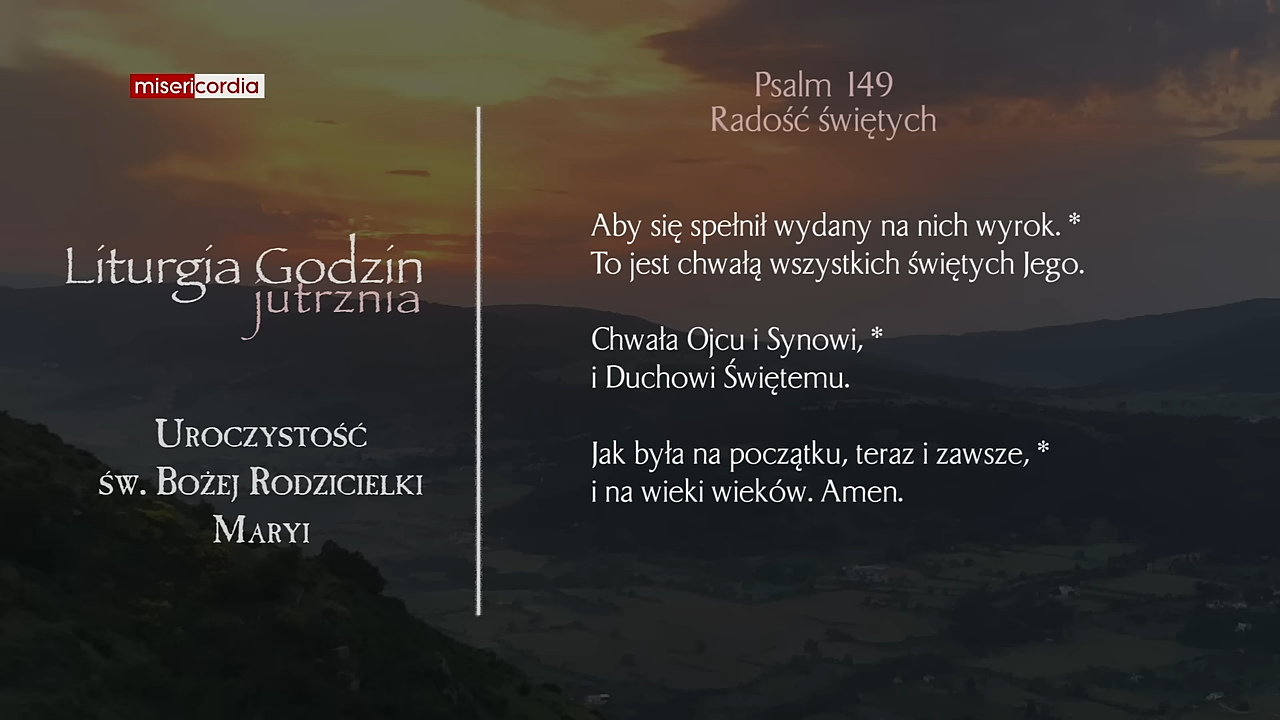 misericordia
Liturgia Godzin
jutrznia
Uroczystość
św. Bożej Rodzicielki
Maryi
Psalm 149
Radość świętych
Aby się spełnił wydany na nich wyrok. *
To jest chwałą wszystkich świętych Jego.
Chwała Ojcu i Synowi, *
i Duchowi Świętemu.
Jak była na początku, teraz i zawsze, *
i na wieki wieków. Amen.